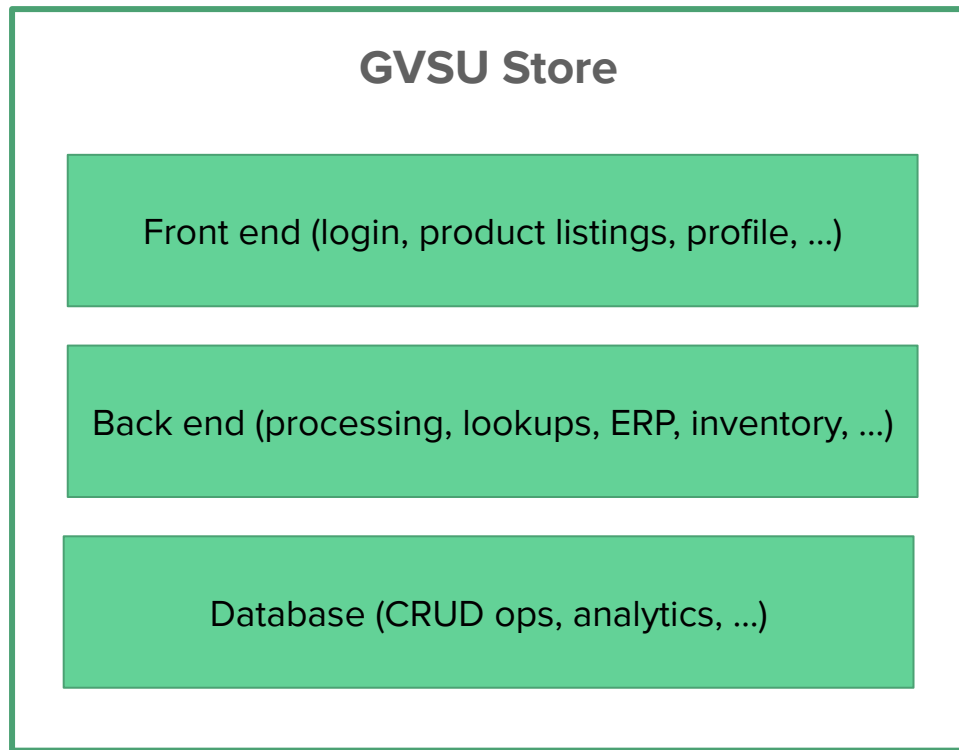 GVSU Store
Front end (login, product listings, profile, ...)
Back end (processing, lookups, ERP, inventory, ...)
Database (CRUD ops, analytics, ...)